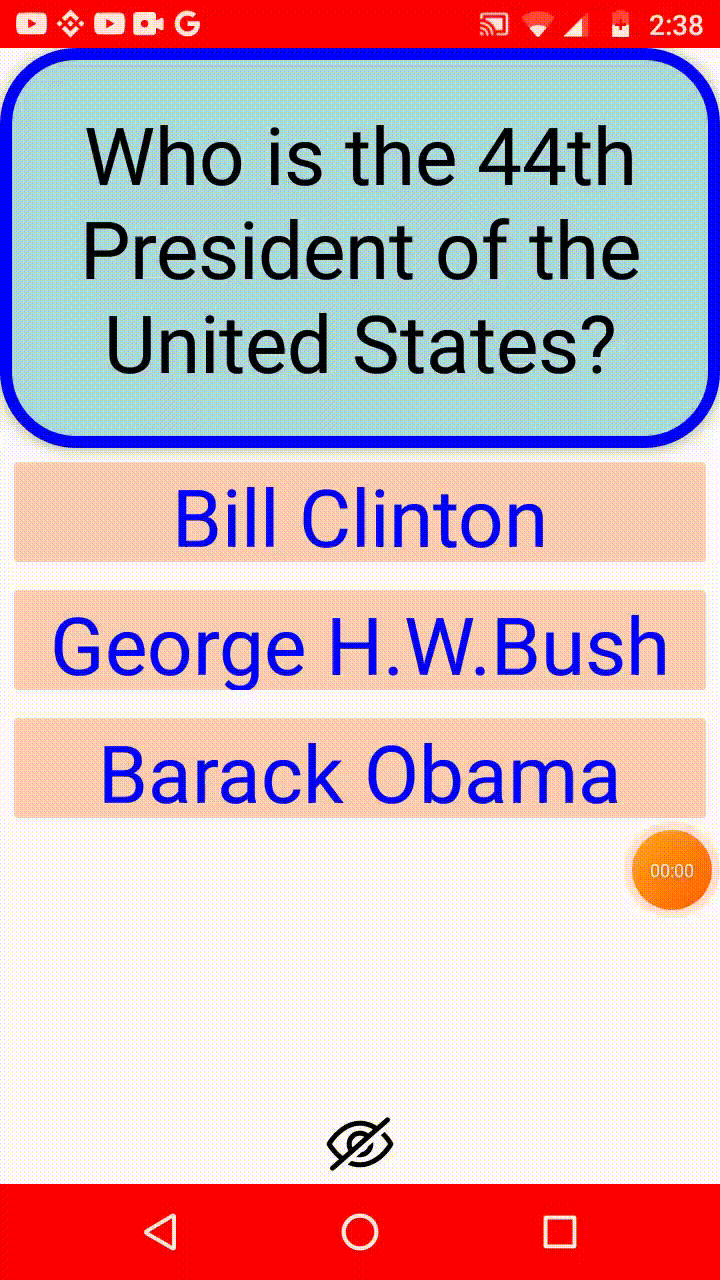 2:38
Who is the 44th
President of the
United States?
Bill Clinton
George H.W.Bush
Barack Obama
00:00